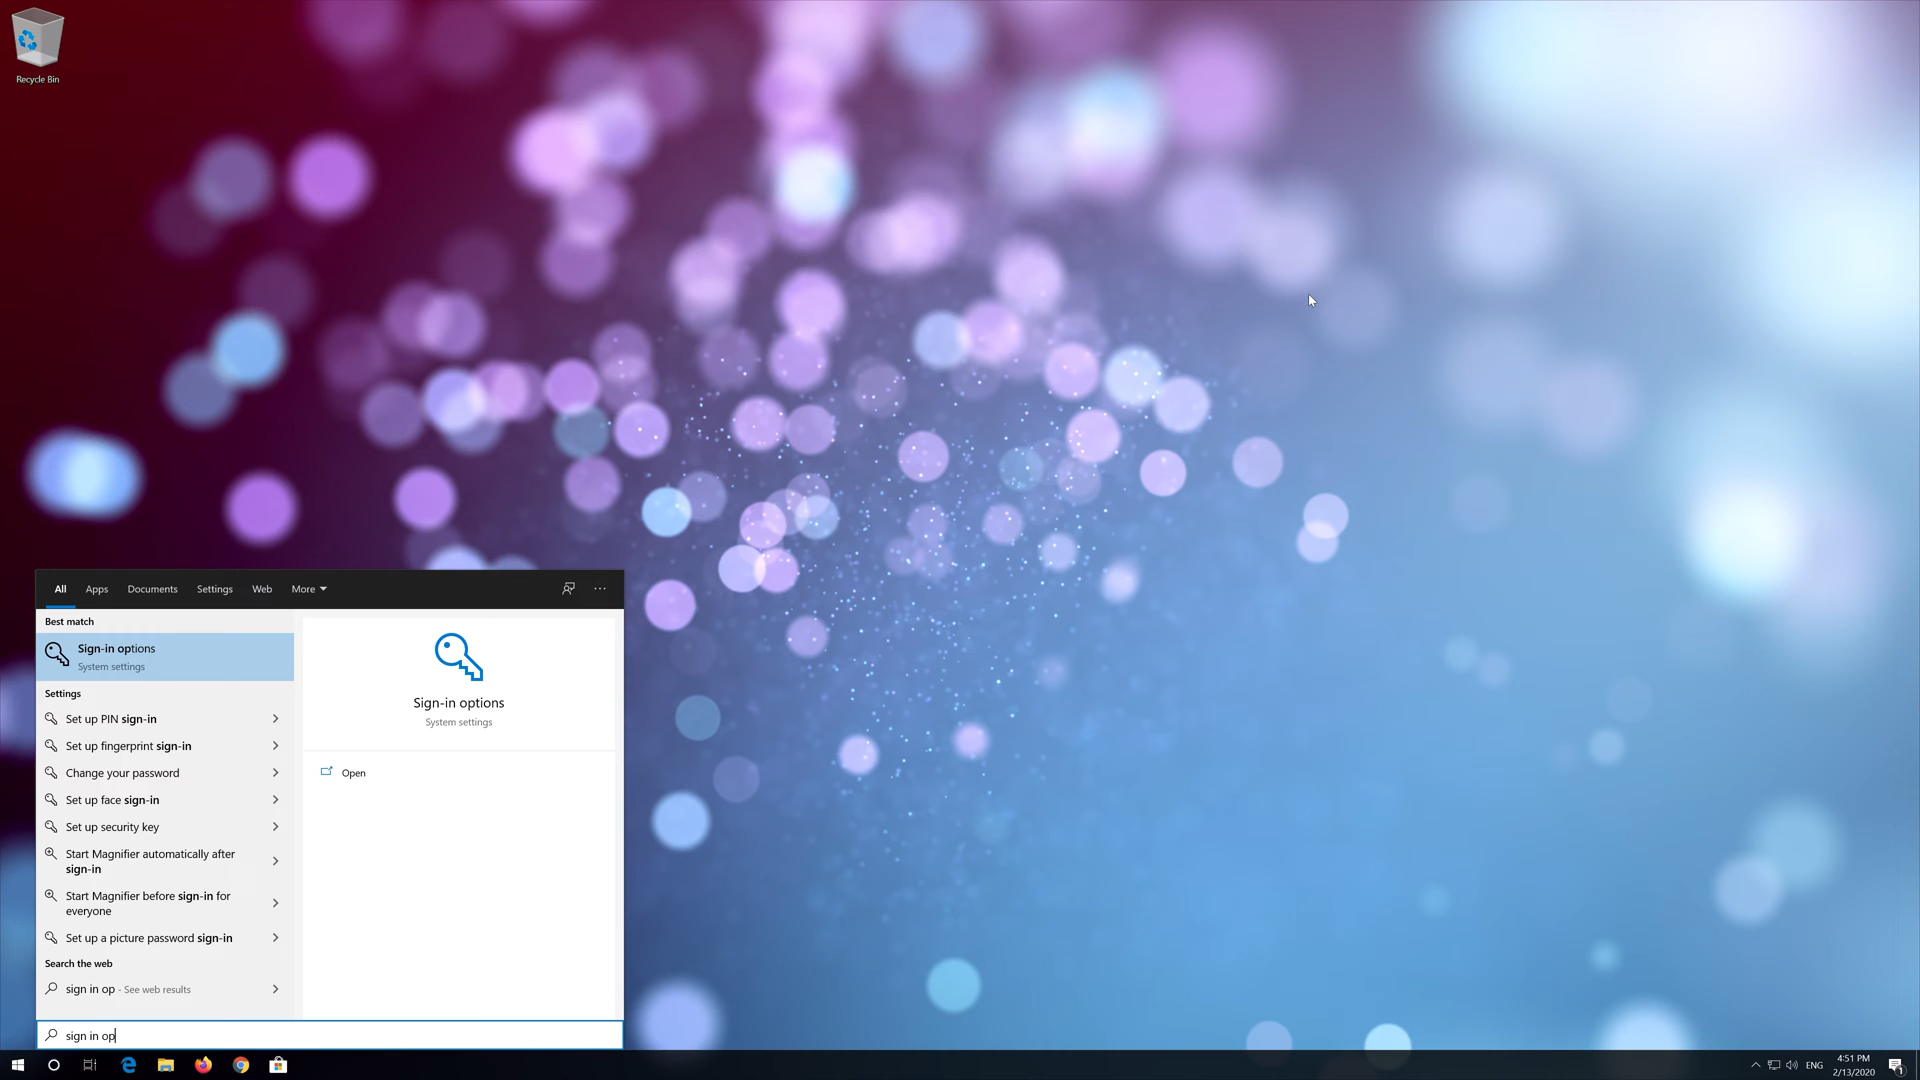 Recycle Bin
All Apps Documents Settings Web More
Best match
Sign-in options
System settings
Settings
Set up PIN sign-in
Set up fingerprint sign-in
Change your password
Set up face sign-in
Set up security key
Start Magnifier automatically after
sign-in
Start Magnifier before sign-in for
everyone
Set up a picture password sign-in
Search the web
sign in op - See web results
Sign-in options
System settings
Open
sign in op
ENG
4:51 PM
2/13/2020
1